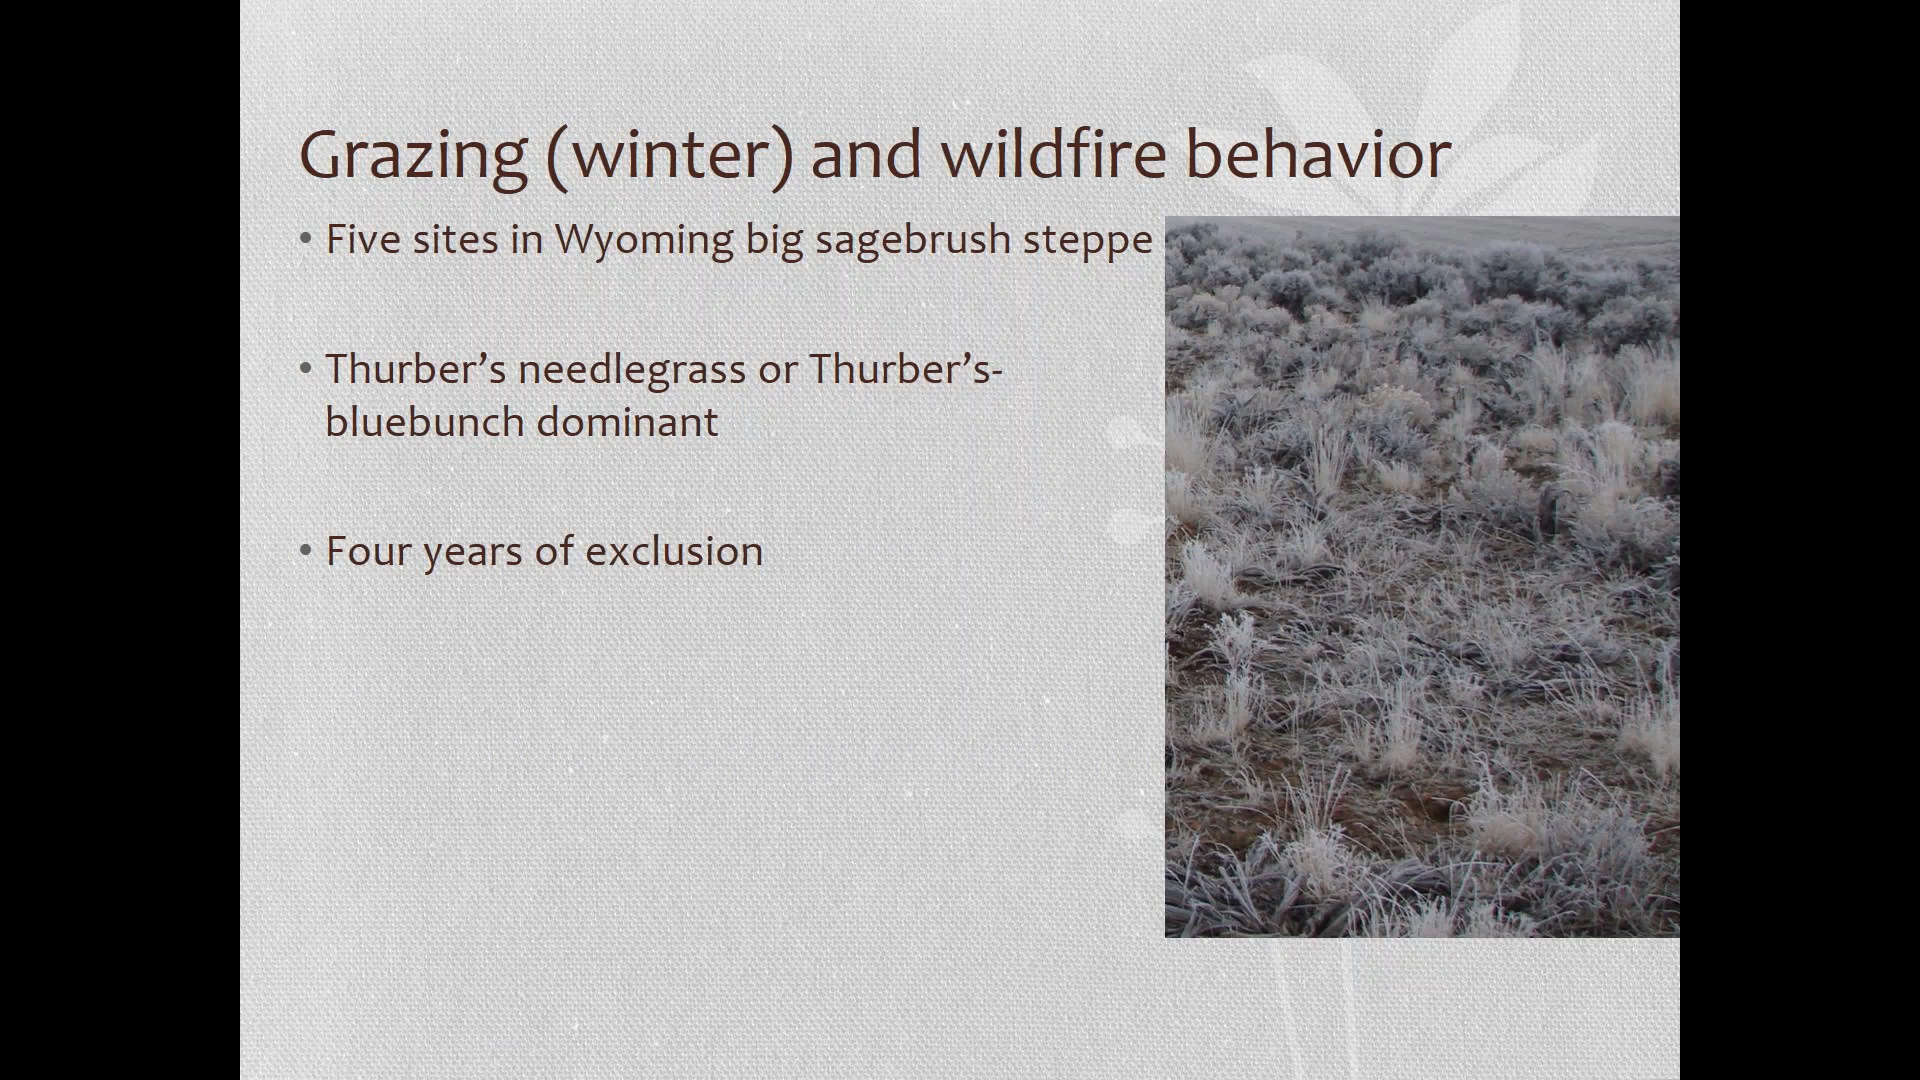 Grazing (winter) and wildfire behavior
• Five sites in Wyoming big sagebrush steppe
• Thurber’s needlegrass or Thurber’s-
bluebunch dominant
• Four years of exclusion